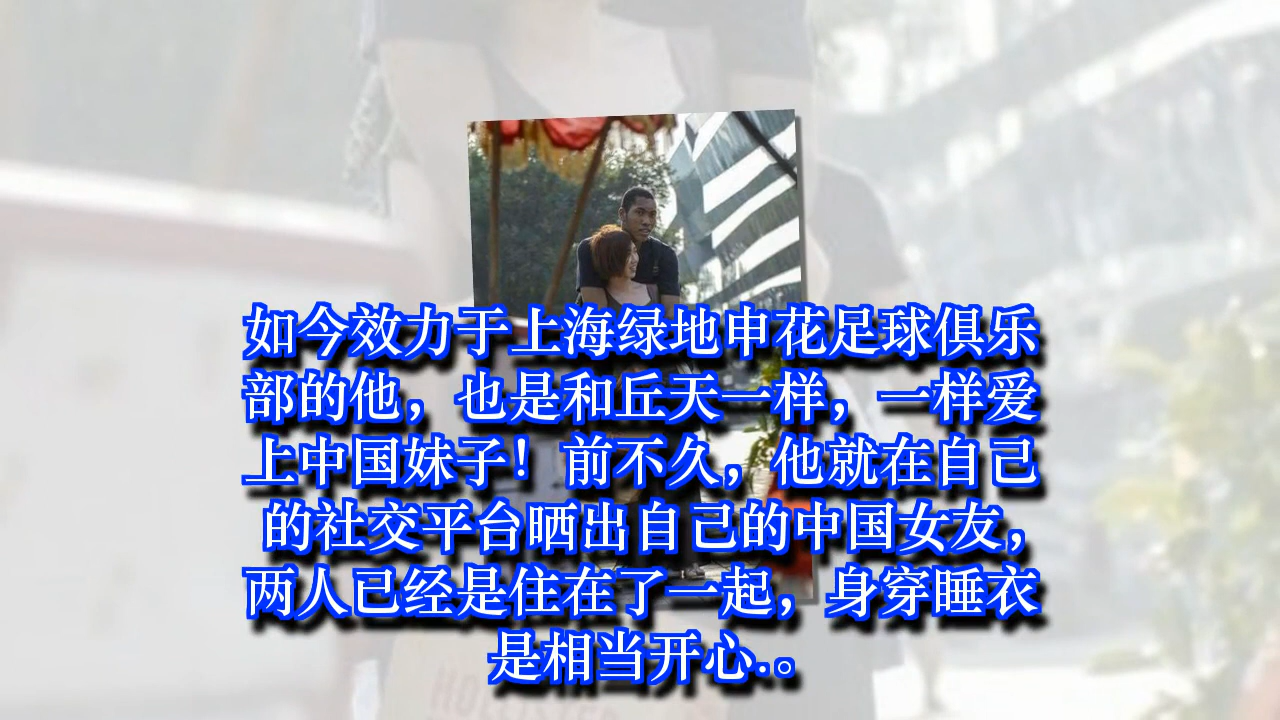 如今效力于上海绿地申花足球俱乐
部的他，也是和丘天一样，一样爱
上中国妹子！前不久，他就在自己
的社交平台晒出自己的中国女友，
两人已经是住在了一起，身穿睡衣
是相当开心.。